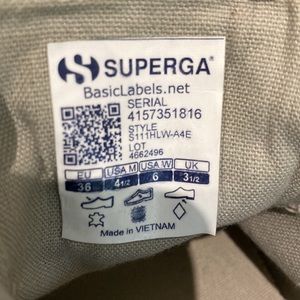 SUPERGA®
BasicLabels.net
SERIAL
4157351816
STYLE
S111HLW-A4E
LOT
4662496
EU USA M USA W UK
36 4 1/2 6 3 1/2
Made in VIETNAM